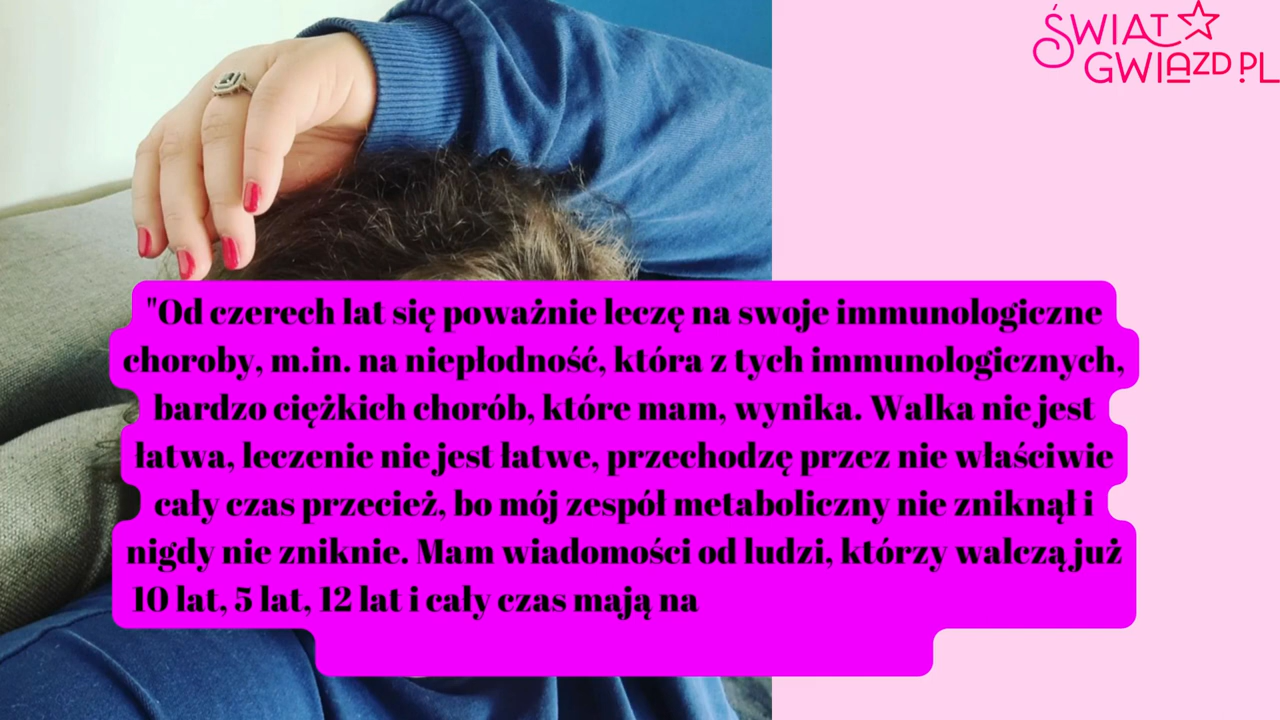 ŚWIAT
GWIAZD.PL
"Od czerech lat się poważnie leczę na swoje immunologiczne
choroby, m.in. na niepłodność, która z tych immunologicznych,
bardzo ciężkich chorób, które mam, wynika. Walka nie jest
łatwa, leczenie nie jest łatwe, przechodzę przez nie właściwie
cały czas przecież, bo mój zespół metaboliczny nie zniknął i
nigdy nie zniknie. Mam wiadomości od ludzi, którzy walczą już
10 lat, 5 lat, 12 lat i cały czas mają na